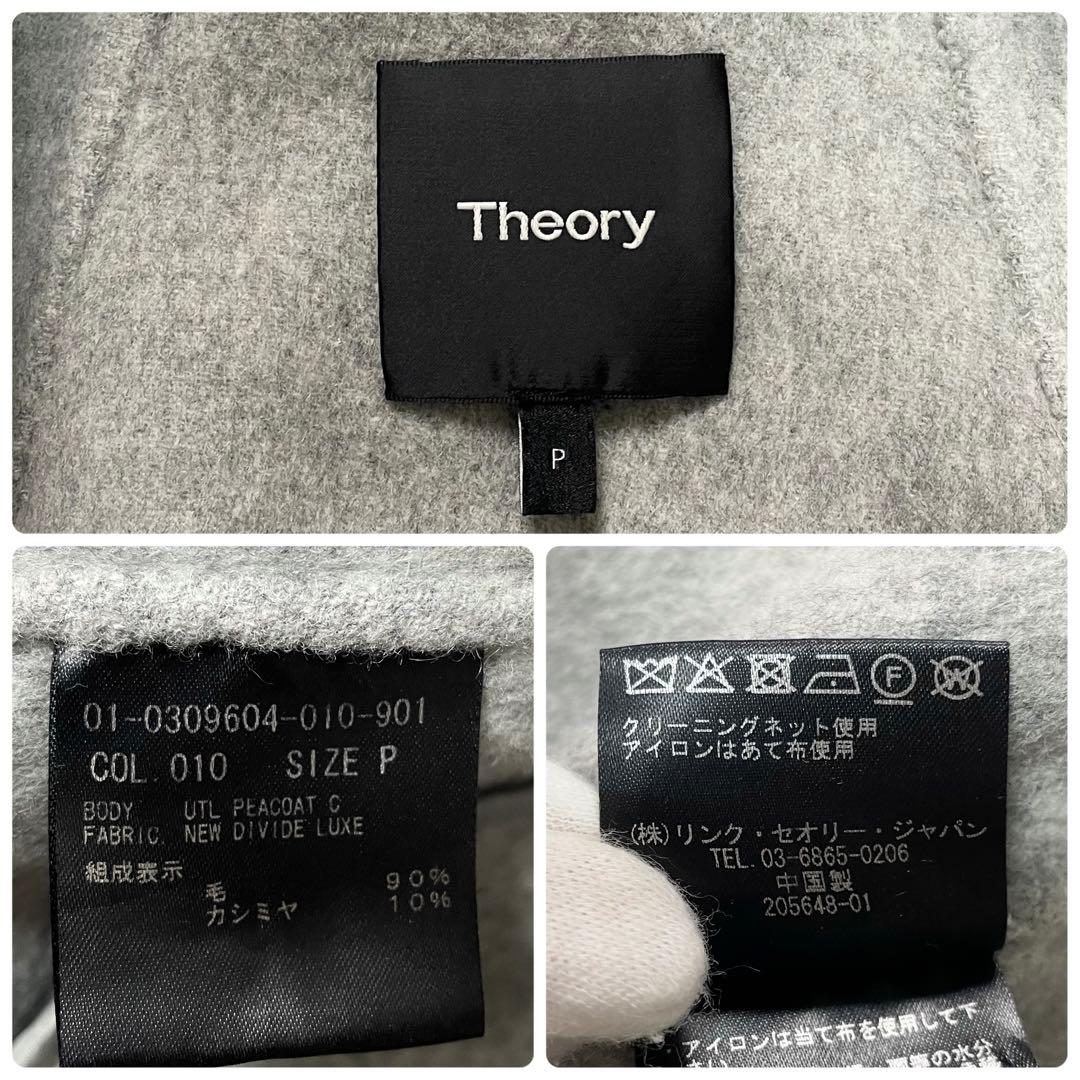 Theory
P
01-0309604-010-901
COL. 010 SIZE P
BODY UTL PEACOAT C
FABRIC. NEW DIVIDE LUXE
組成表示
毛 90%
カシミヤ 10%
F W
クリーニングネット使用
アイロンはあて布使用
(株)リンク・セオリー・ジャパン
TEL. 03-6865-0206
中国製
205648-01
アイロンは当て布を使用して下
の水分